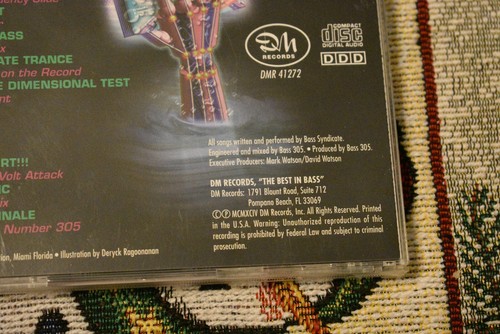 T
ASS
ix
ATE TRANCE
on the Record
E DIMENSIONAL TEST
nt
RT!!!
Volt Attack
IC
ix
INALE
Number 305
tion, Miami Florida • Illustration by Deryck Ragoonanan
DM
RECORDS
DMR 41272
COMPACT
disc
DIGITAL AUDIO
DDD
All songs written and performed by Bass Syndicate.
Engineered and mixed by Bass 305. • Produced by Bass 305.
Executive Producers: Mark Watson/David Watson
DM RECORDS, "THE BEST IN BASS"
DM Records: 1791 Blount Road, Suite 712
Pompano Beach, FL 33069
©℗ MCMXCIV DM Records, Inc. All Rights Reserved. Printed
in the U.S.A. Warning: Unauthorized reproduction of this
recording is prohibited by Federal Law and subject to criminal
prosecution.